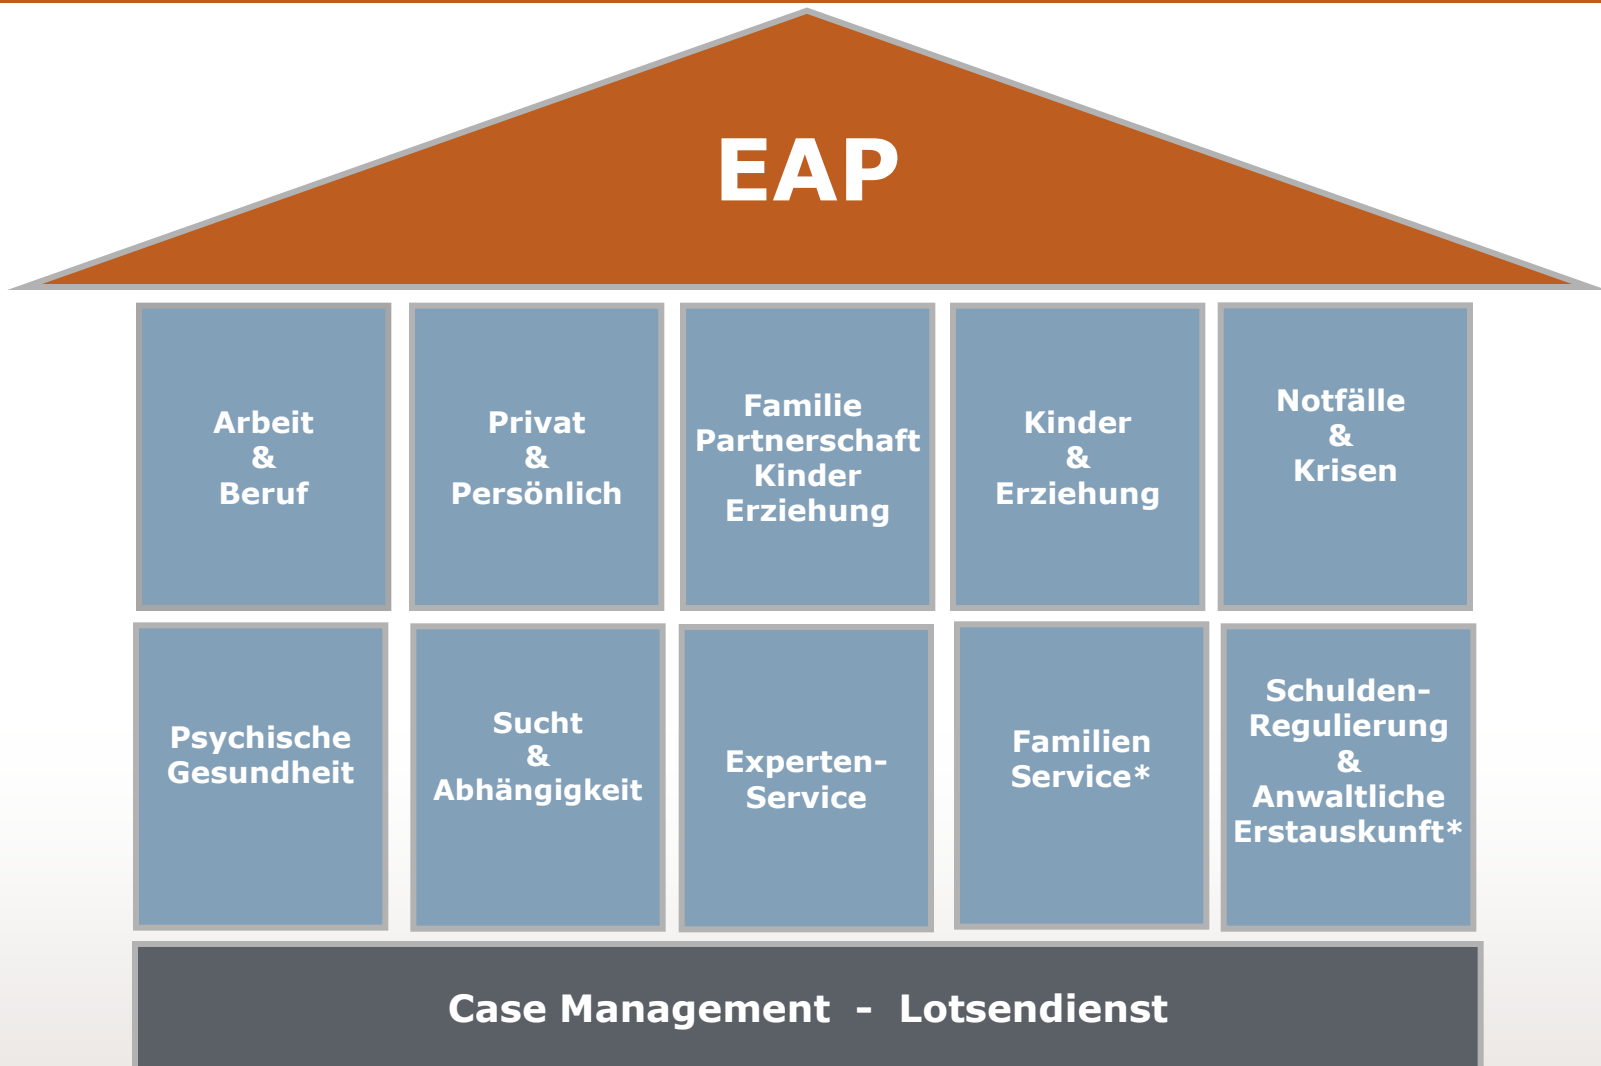 EAP
Arbeit
&
Beruf
Privat
&
Persönlich
Familie
Partnerschaft
Kinder
Erziehung
Kinder
&
Erziehung
Notfälle
&
Krisen
Psychische
Gesundheit
Sucht
&
Abhängigkeit
Experten-
Service
Familien
Service*
Schulden-
Regulierung
&
Anwaltliche
Erstauskunft*
Case Management - Lotsendienst